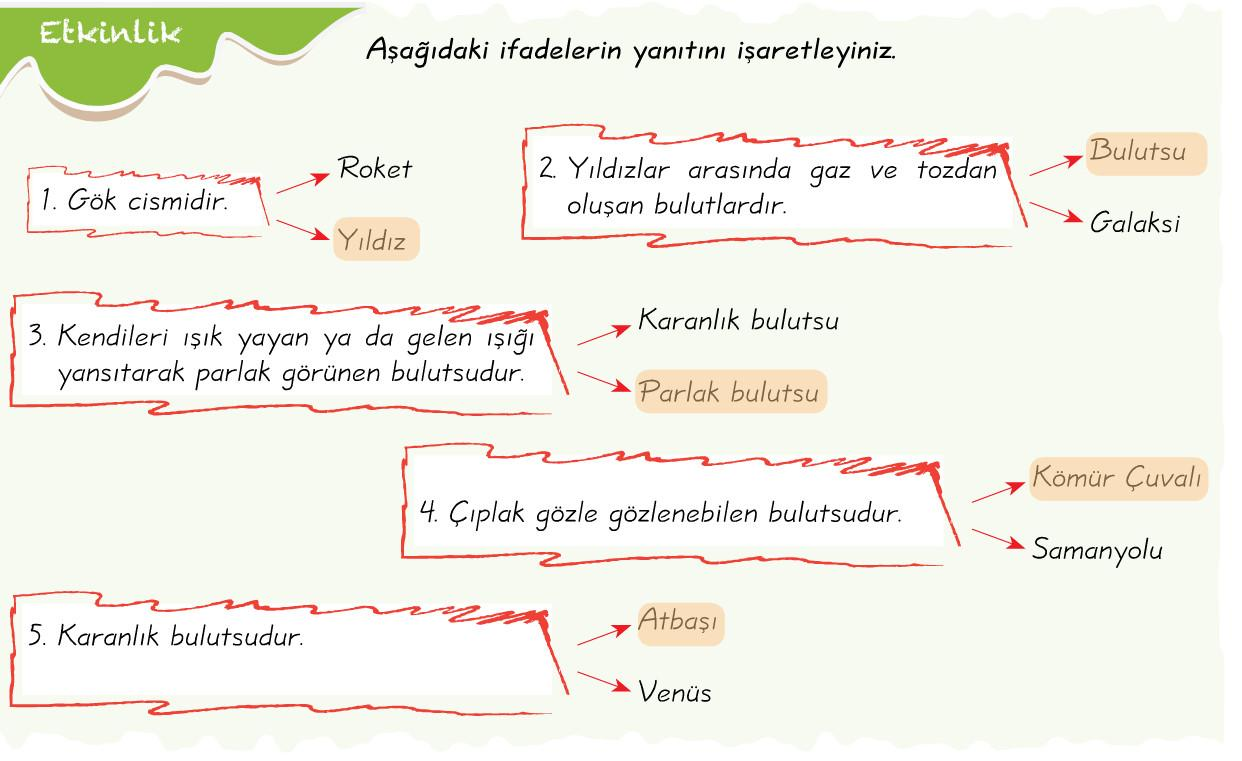 Etkinlik
Aşağıdaki ifadelerin yanıtını işaretleyiniz.
1. Gök cismidir.
Roket
Yıldız
2. Yıldızlar arasında gaz ve tozdan
oluşan bulutlardır.
Bulutsu
Galaksi
3. Kendileri ışık yayan ya da gelen ışığı
yansıtarak parlak görünen bulutsudur.
Karanlık bulutsu
Parlak bulutsu
4. Çıplak gözle gözlenebilen bulutsudur.
Kömür Çuvalı
Samanyolu
5. Karanlık bulutsudur.
Atbaşı
Venüs